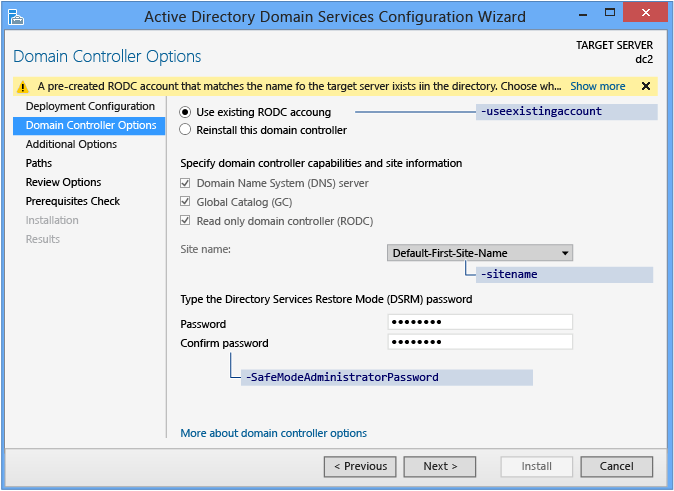 Active Directory Domain Services Configuration Wizard
Domain Controller Options
TARGET SERVER
dc2
A pre-created RODC account that matches the name fo the target server ixists iin the directory. Choose wh... Show more
Deployment Configuration
Domain Controller Options
Additional Options
Paths
Review Options
Prerequisites Check
Installation
Results
Use existing RODC accoung
-useexistingaccount
Reinstall this domain controller
Specify domain controller capabilities and site information
Domain Name System (DNS) server
Global Catalog (GC)
Read only domain controller (RODC)
Site name:
Default-First-Site-Name
-sitename
Type the Directory Services Restore Mode (DSRM) password
Password
••••••••
Confirm password
••••••••
-SafeModeAdministratorPassword
More about domain controller options
< Previous
Next >
Install
Cancel